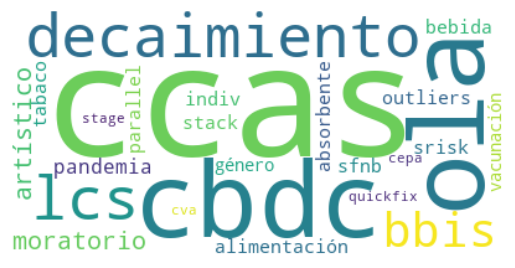 decaimiento
bebida
ccas
ola
artístico
tabaco
parallel
stage
indiv
stack
absorbente
outliers
srisk
vacunación
pandemia
género
sfnb
cepa
lcs
cbdc
quickfix
cva
bbis
moratorio
alimentación